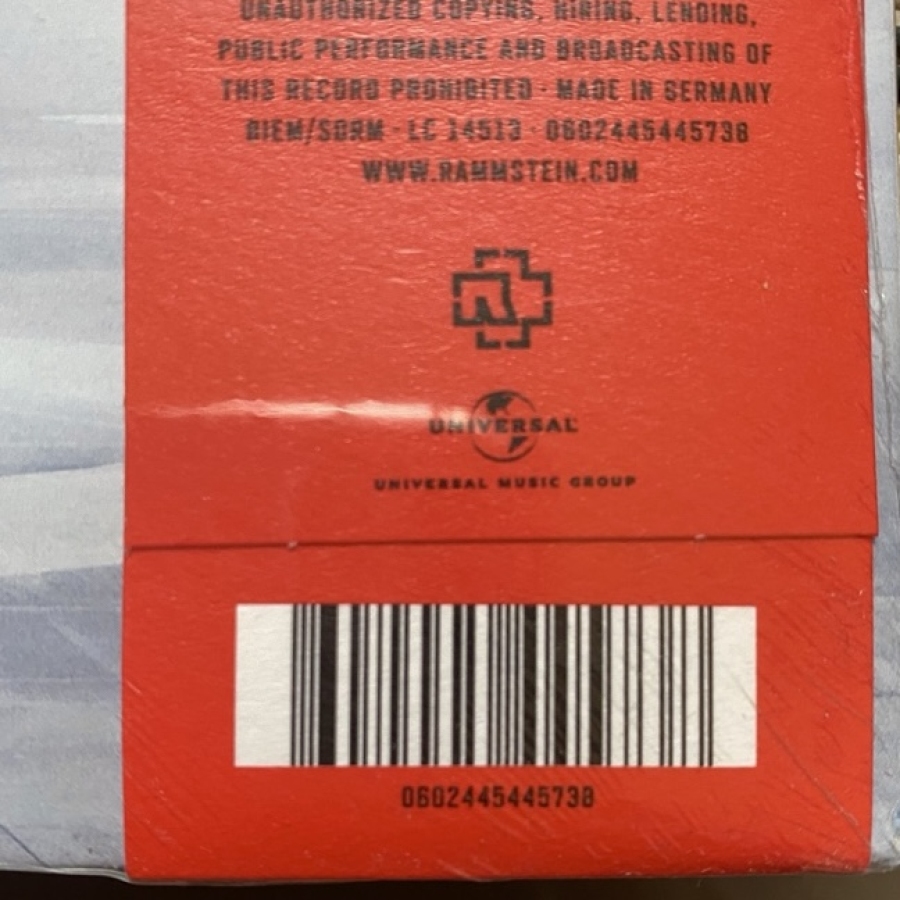 UNAUTHORIZED COPYING, HIRING, LENDING,
PUBLIC PERFORMANCE AND BROADCASTING OF
THIS RECORD PROHIBITED · MADE IN GERMANY
BIEM/SDRM · LC 14513 · 0602445445738
WWW.RAMMSTEIN.COM
UNIVERSAL
UNIVERSAL MUSIC GROUP
0602445445738